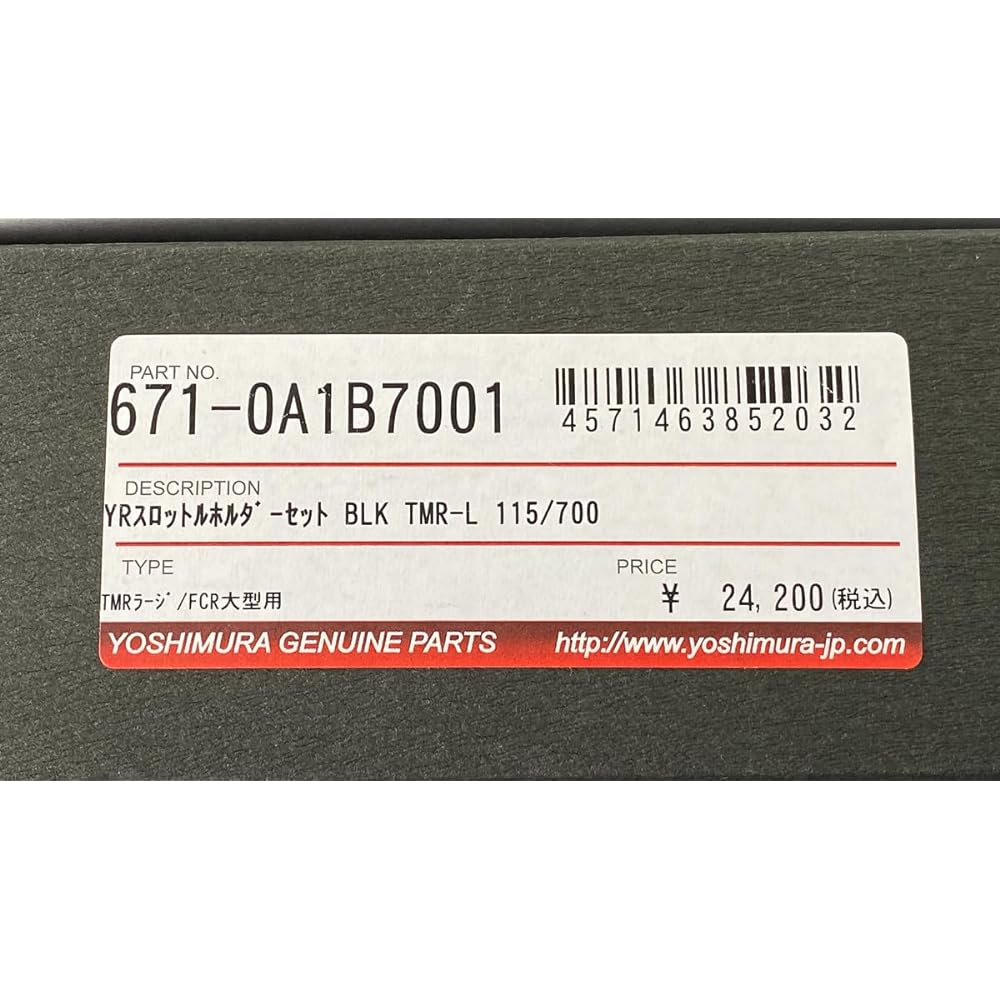 PART NO.
671-0A1B7001
4571463852032
DESCRIPTION
YRｽﾛｯﾄﾙﾎﾙﾀﾞｰｾｯﾄ BLK TMR-L 115/700
TYPE
PRICE
TMRﾗｰｼﾞ/FCR大型用
¥ 24,200(税込)
YOSHIMURA GENUINE PARTS
http://www.yoshimura-jp.com